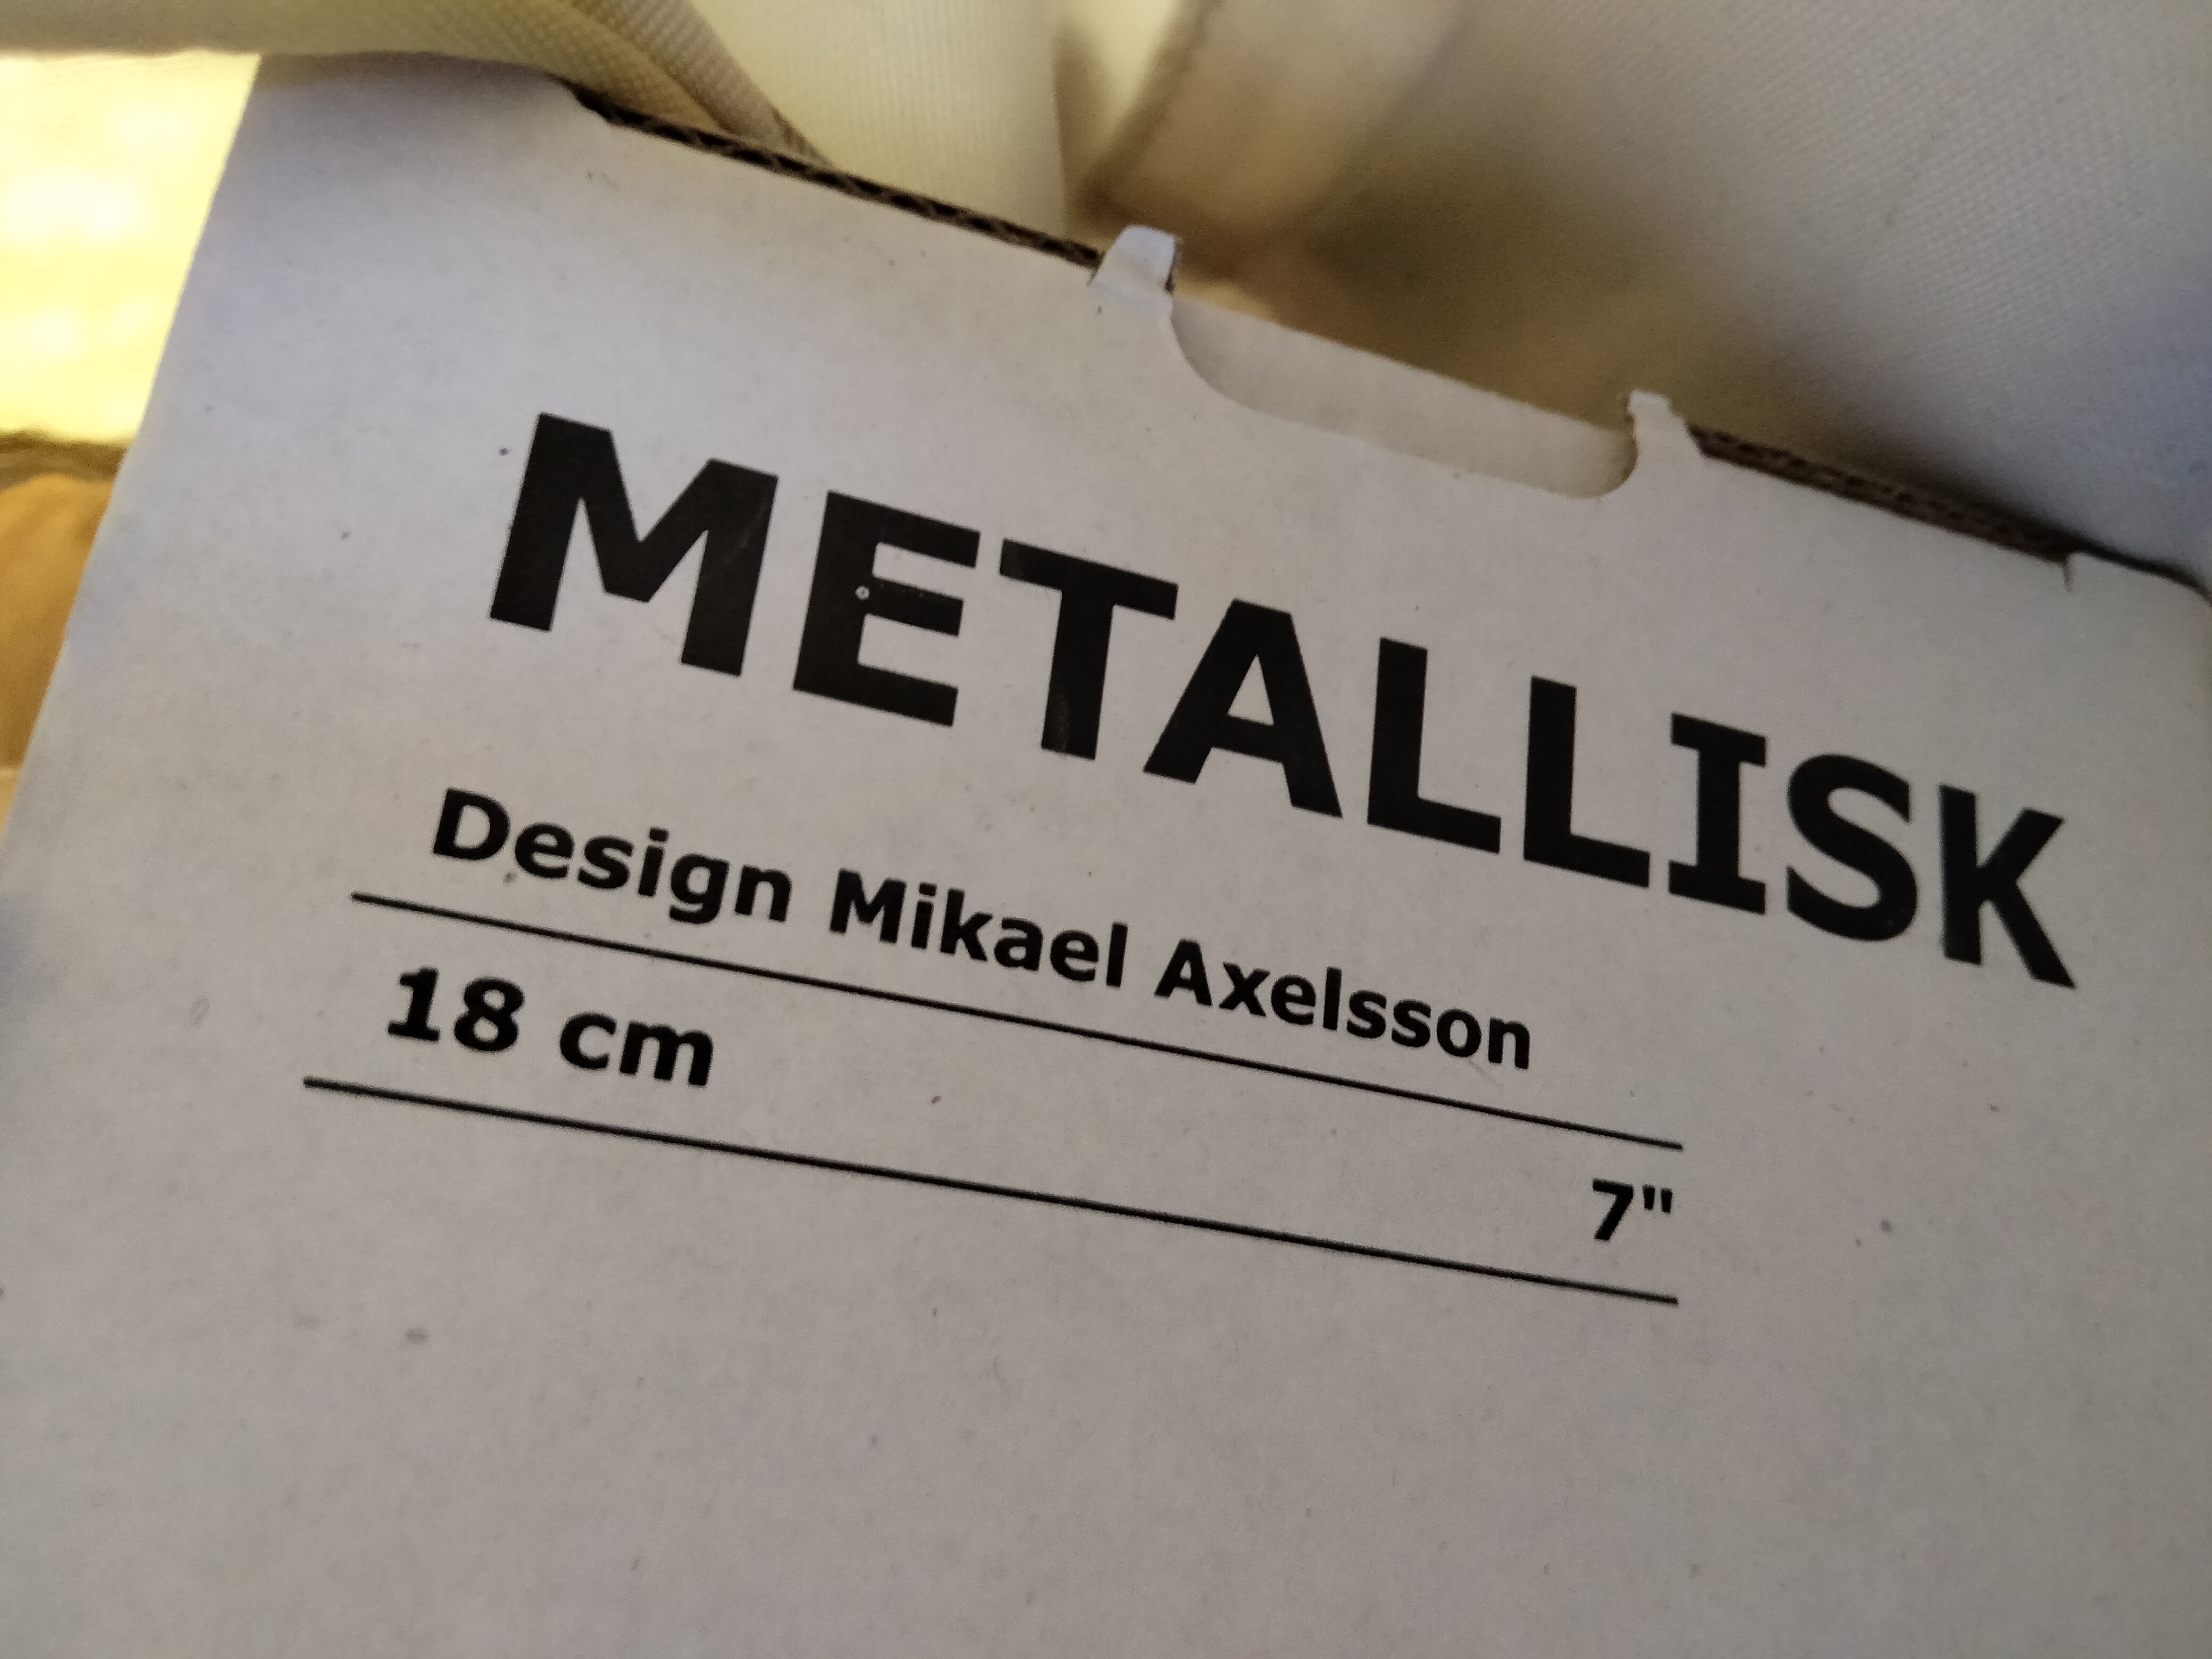 METALLISK
Design Mikael Axelsson
18 cm 7"